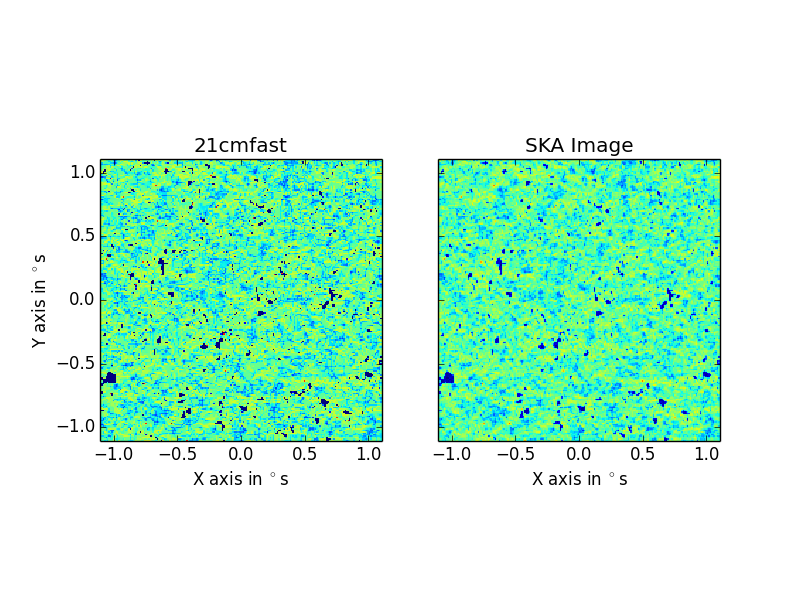 21cmfast
SKA Image
Y axis in °s
1.0
0.5
0.0
−0.5
−1.0
−1.0 −0.5 0.0 0.5 1.0
−1.0 −0.5 0.0 0.5 1.0
X axis in °s
X axis in °s